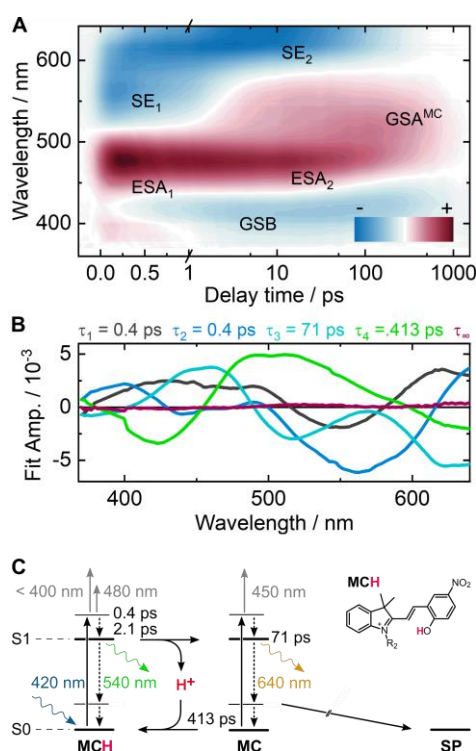 A
SE₂
SE₁
GSAᴹᶜ
ESA₁
ESA₂
GSB
- +
600
500
400
Wavelength / nm
0.0 0.5 1 10 100 1000
Delay time / ps
B
τ₁ = 0.4 ps τ₂ = 0.4 ps τ₃ = 71 ps τ₄ =.413 ps τ∞
5
0
-5
Fit Amp. / 10⁻³
400 500 600
Wavelength / nm
C
< 400 nm 480 nm
450 nm
MCH
NO₂
HO
N⁺
R₂
0.4 ps
2.1 ps
S1
71 ps
420 nm
540 nm
H⁺
640 nm
413 ps
S0
MCH MC SP